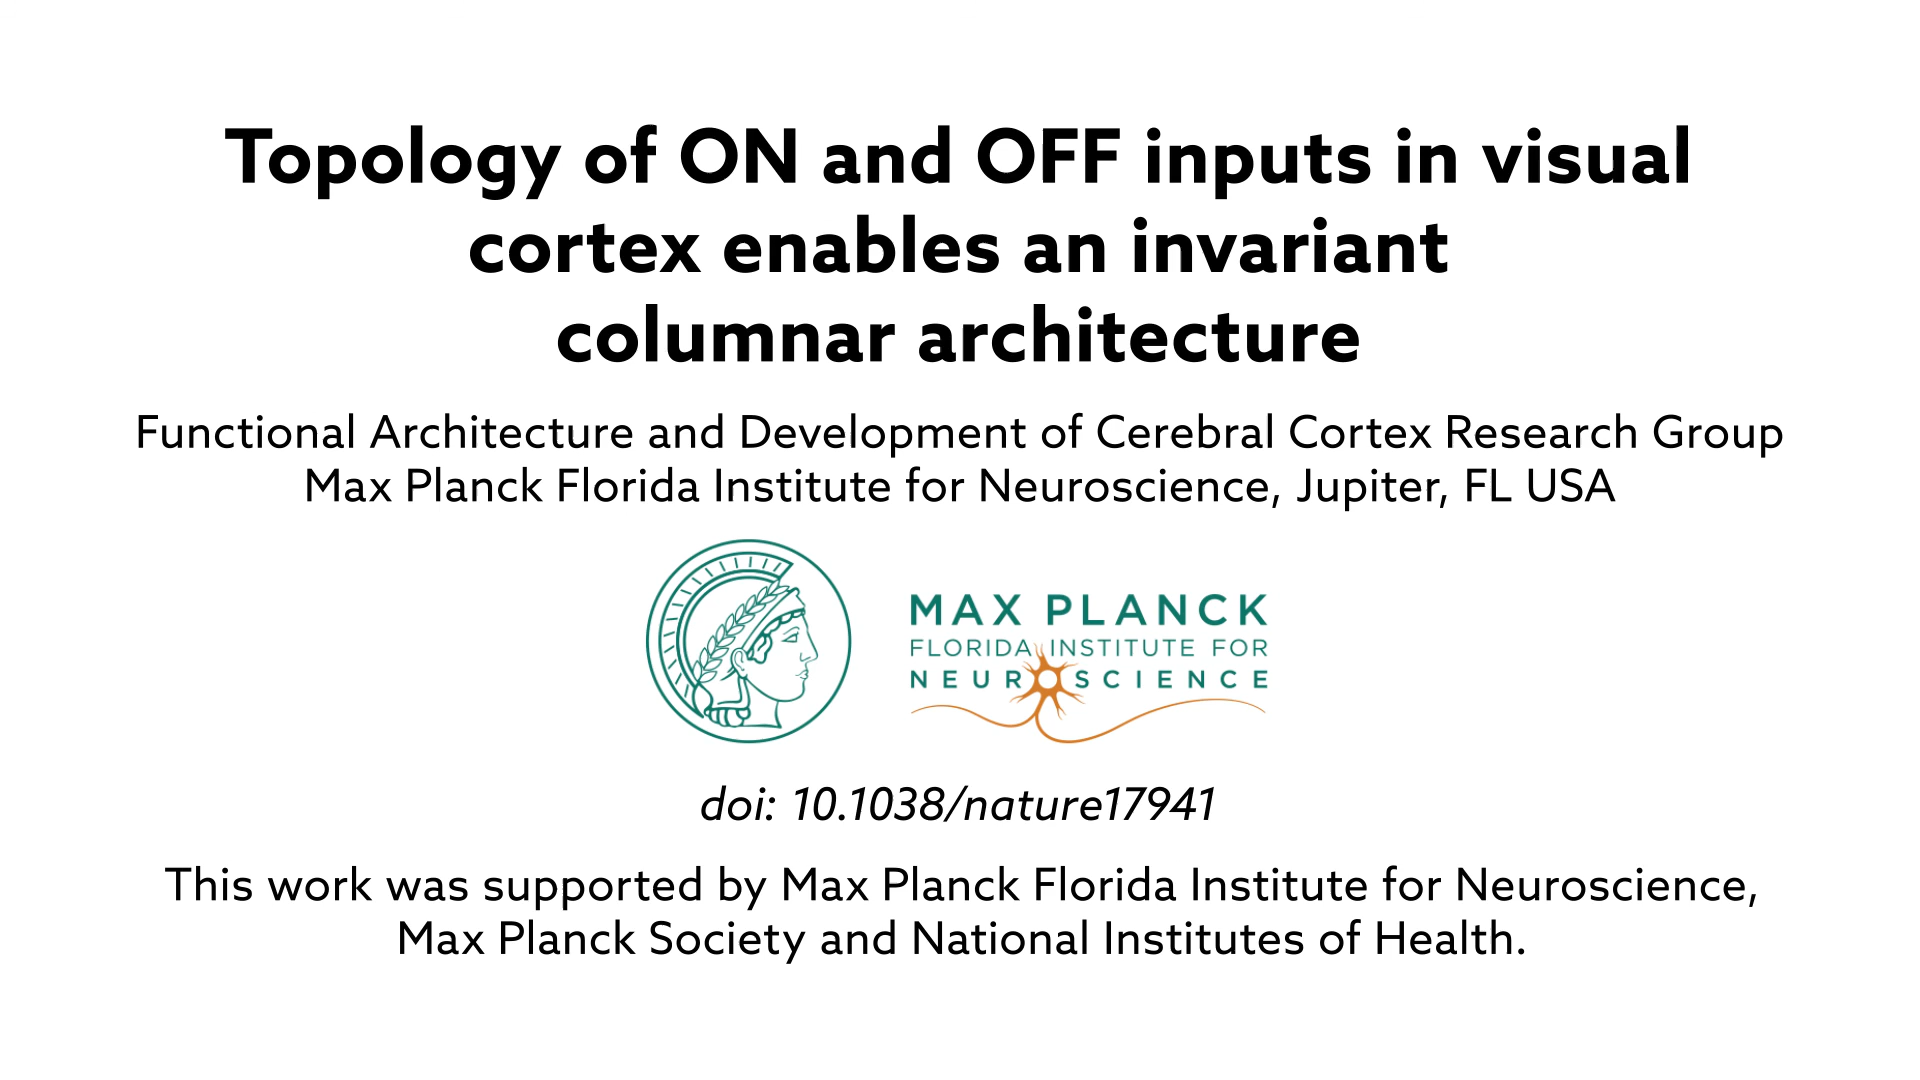 Topology of ON and OFF inputs in visual
cortex enables an invariant
columnar architecture
Functional Architecture and Development of Cerebral Cortex Research Group
Max Planck Florida Institute for Neuroscience, Jupiter, FL USA
MAX PLANCK
FLORIDA INSTITUTE FOR
NEUROSCIENCE
doi: 10.1038/nature17941
This work was supported by Max Planck Florida Institute for Neuroscience,
Max Planck Society and National Institutes of Health.